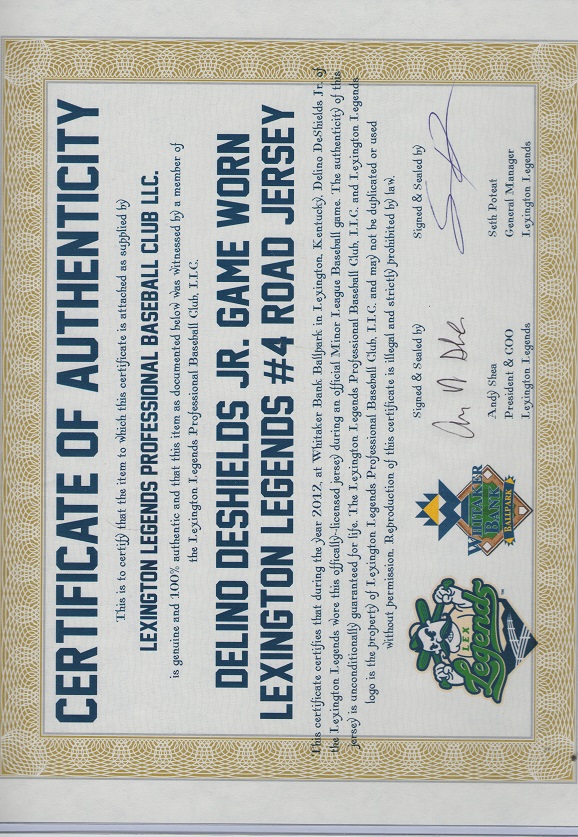 CERTIFICATE OF AUTHENTICITY
This is to certify that the item to which this certificate is attached as supplied by
LEXINGTON LEGENDS PROFESSIONAL BASEBALL CLUB LLC.
is genuine and 100% authentic and that this item as documented below was witnessed by a member of
the Lexington Legends Professional Baseball Club, LLC.
DELINO DESHIELDS JR. GAME WORN
LEXINGTON LEGENDS #4 ROAD JERSEY
This certificate certifies that during the year 2012, at Whitaker Bank Ballpark in Lexington, Kentucky, Delino DeShields Jr. of
the Lexington Legends wore this offically-licensed jersey during an official Minor League Baseball game. The authenticity of this
jersey is unconditionally guaranteed for life. The Lexington Legends Professional Baseball Club, LLC. and Lexington Legends
logo is the property of Lexington Legends Professional Baseball Club, LLC. and may not be duplicated or used
without permission. Reproduction of this certificate is illegal and strictly prohibited by law.
LEX
Legends
WHITAKER
BANK
BALLPARK
Signed & Sealed by
Andy Shea
President & COO
Lexington Legends
Signed & Sealed by
Seth Poteat
General Manager
Lexington Legends